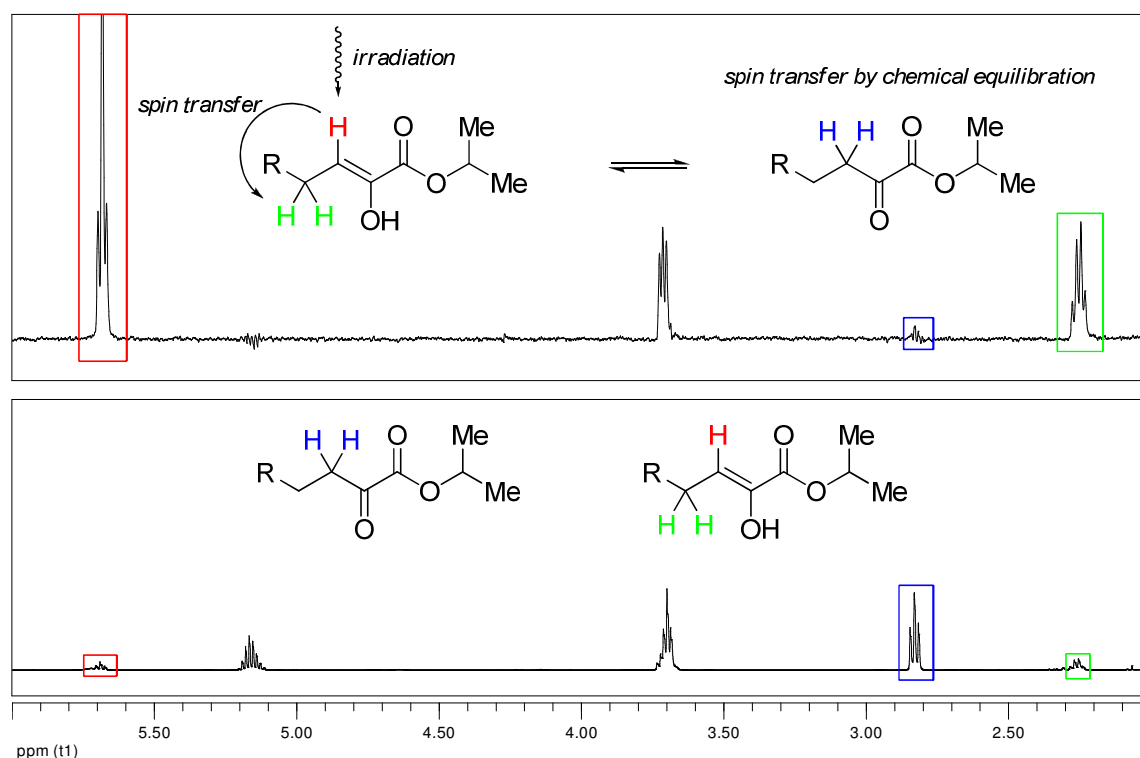 irradiation
spin transfer
spin transfer by chemical equilibration
H
R
H H
OH
O
O
Me
Me
H H
R
O
O
O
Me
Me
H H
R
O
O
O
Me
Me
H
R
H H
OH
O
O
Me
Me
5.50 5.00 4.50 4.00 3.50 3.00 2.50
ppm (t1)